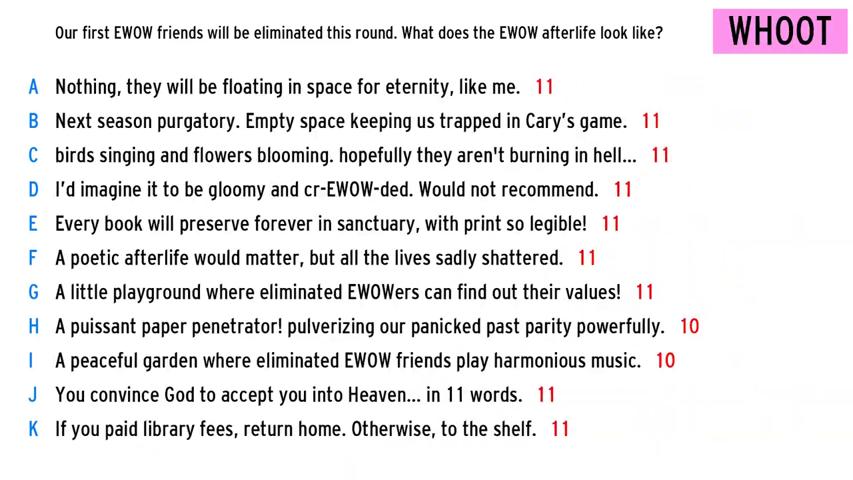 Our first EWOW friends will be eliminated this round. What does the EWOW afterlife look like?
WHOOT
A Nothing, they will be floating in space for eternity, like me. 11
B Next season purgatory. Empty space keeping us trapped in Cary's game. 11
C birds singing and flowers blooming. hopefully they aren't burning in hell... 11
D I'd imagine it to be gloomy and cr-EWOW-ded. Would not recommend. 11
E Every book will preserve forever in sanctuary, with print so legible! 11
F A poetic afterlife would matter, but all the lives sadly shattered. 11
G A little playground where eliminated EWOWers can find out their values! 11
H A puissant paper penetrator! pulverizing our panicked past parity powerfully. 10
I A peaceful garden where eliminated EWOW friends play harmonious music. 10
J You convince God to accept you into Heaven... in 11 words. 11
K If you paid library fees, return home. Otherwise, to the shelf. 11